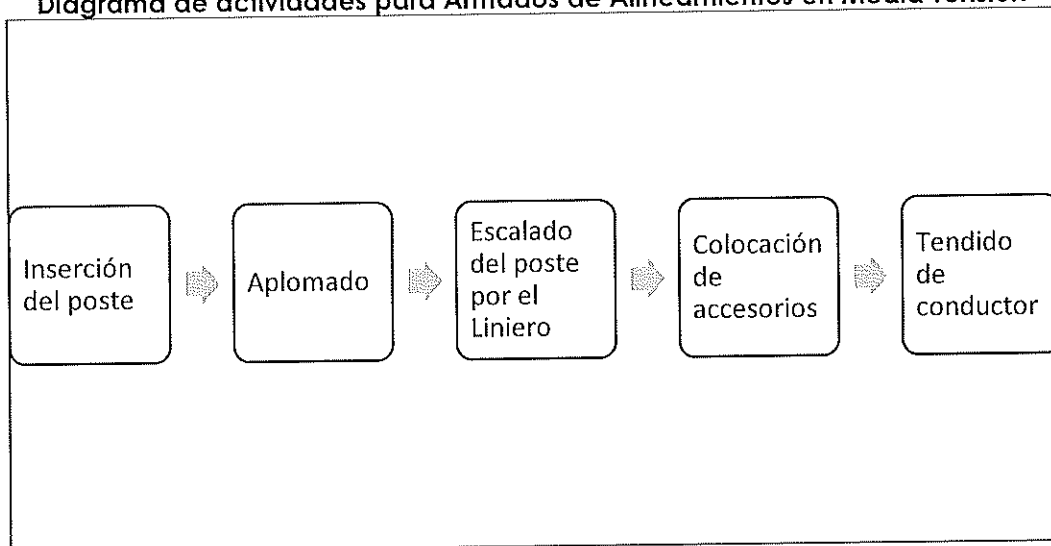 Diagrama de actividades para Armados de Alineamientos en Media Tensión
Inserción
del poste
Aplomado
Escalado
del poste
por el
Liniero
Colocación
de
accesorios
Tendido
de
conductor